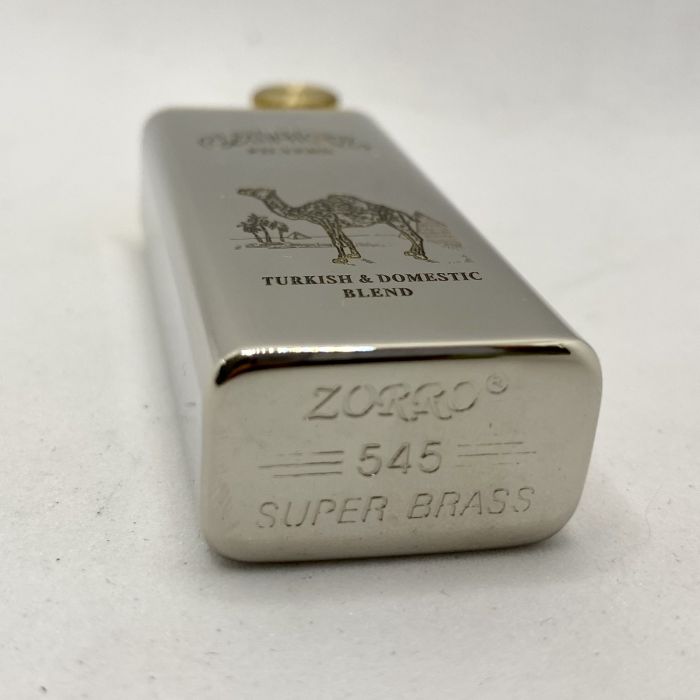 TURKISH & DOMESTIC
BLEND
ZORRO®
545
SUPER BRASS